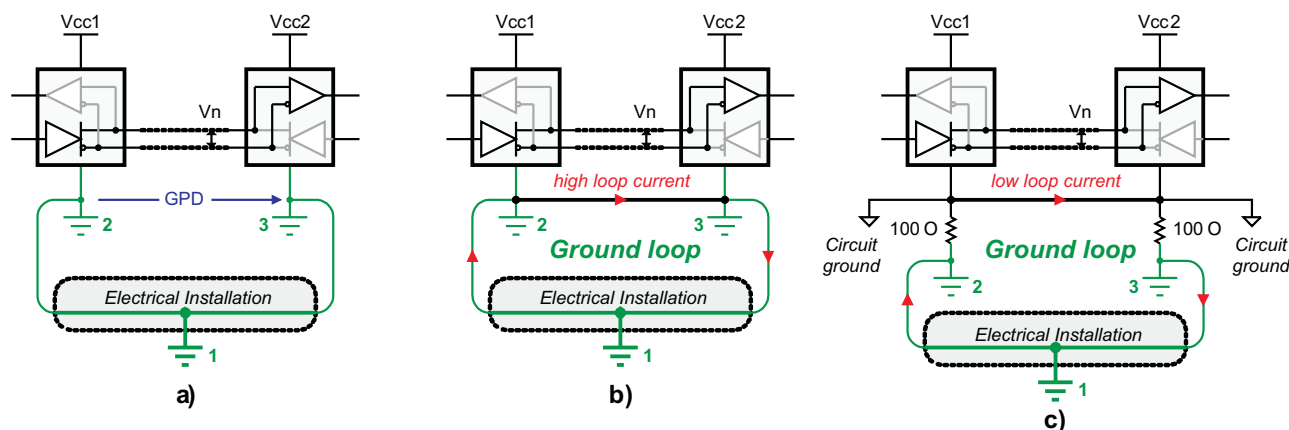 Vcc1
Vcc2
Vn
GPD
2
3
Electrical Installation
1
a)
Vcc1
Vcc2
Vn
high loop current
2
3
Ground loop
Electrical Installation
1
b)
Vcc1
Vcc2
Vn
low loop current
100 O
100 O
Circuit
ground
Ground loop
Circuit
ground
2
3
Electrical Installation
1
c)